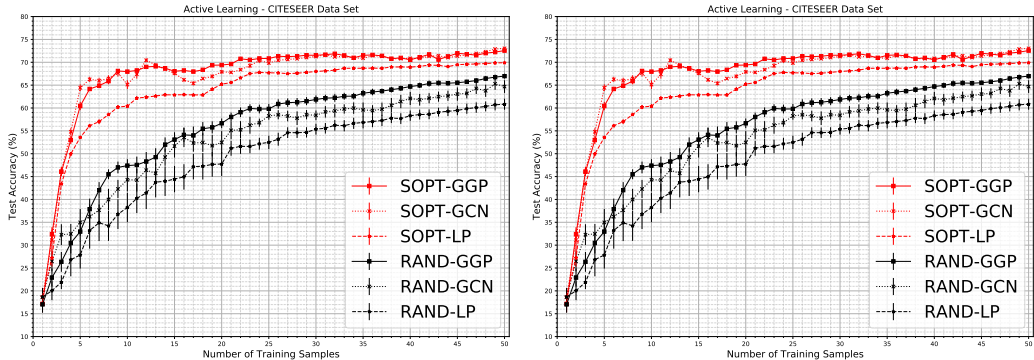 Active Learning - CITESEER Data Set
Test Accuracy (%)
80
75
70
65
60
55
50
45
40
35
30
25
20
15
10
SOPT-GGP
SOPT-GCN
SOPT-LP
RAND-GGP
RAND-GCN
RAND-LP
0 5 10 15 20 25 30 35 40 45 50
Number of Training Samples
Active Learning - CITESEER Data Set
Test Accuracy (%)
80
75
70
65
60
55
50
45
40
35
30
25
20
15
10
SOPT-GGP
SOPT-GCN
SOPT-LP
RAND-GGP
RAND-GCN
RAND-LP
0 5 10 15 20 25 30 35 40 45 50
Number of Training Samples